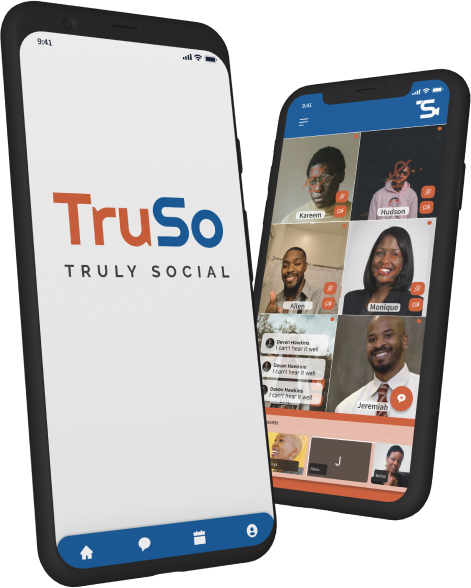 9:41
TruSo
TRULY SOCIAL
9:41
S
Kareem
Hudson
Allen
Monique
Devon Hawkins
I can't hear it well
Devon Hawkins
I can't hear it well
Devon Hawkins
I can't hear it well
Jeremiah
J